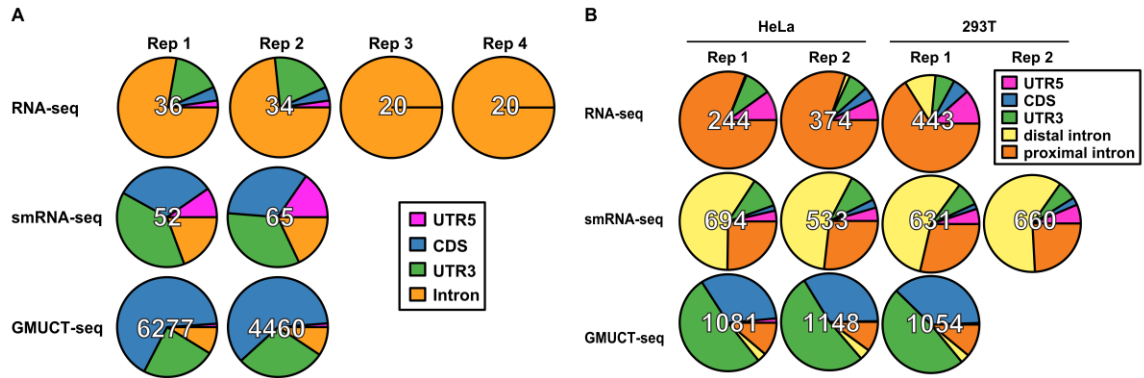 A
Rep 1 Rep 2 Rep 3 Rep 4
RNA-seq 36 34 20 20
smRNA-seq 52 65
GMUCT-seq 6277 4460
UTR5
CDS
UTR3
Intron
B
HeLa 293T
Rep 1 Rep 2 Rep 1 Rep 2
RNA-seq 244 374 443
smRNA-seq 694 533 631 660
GMUCT-seq 1081 1148 1054
UTR5
CDS
UTR3
distal intron
proximal intron